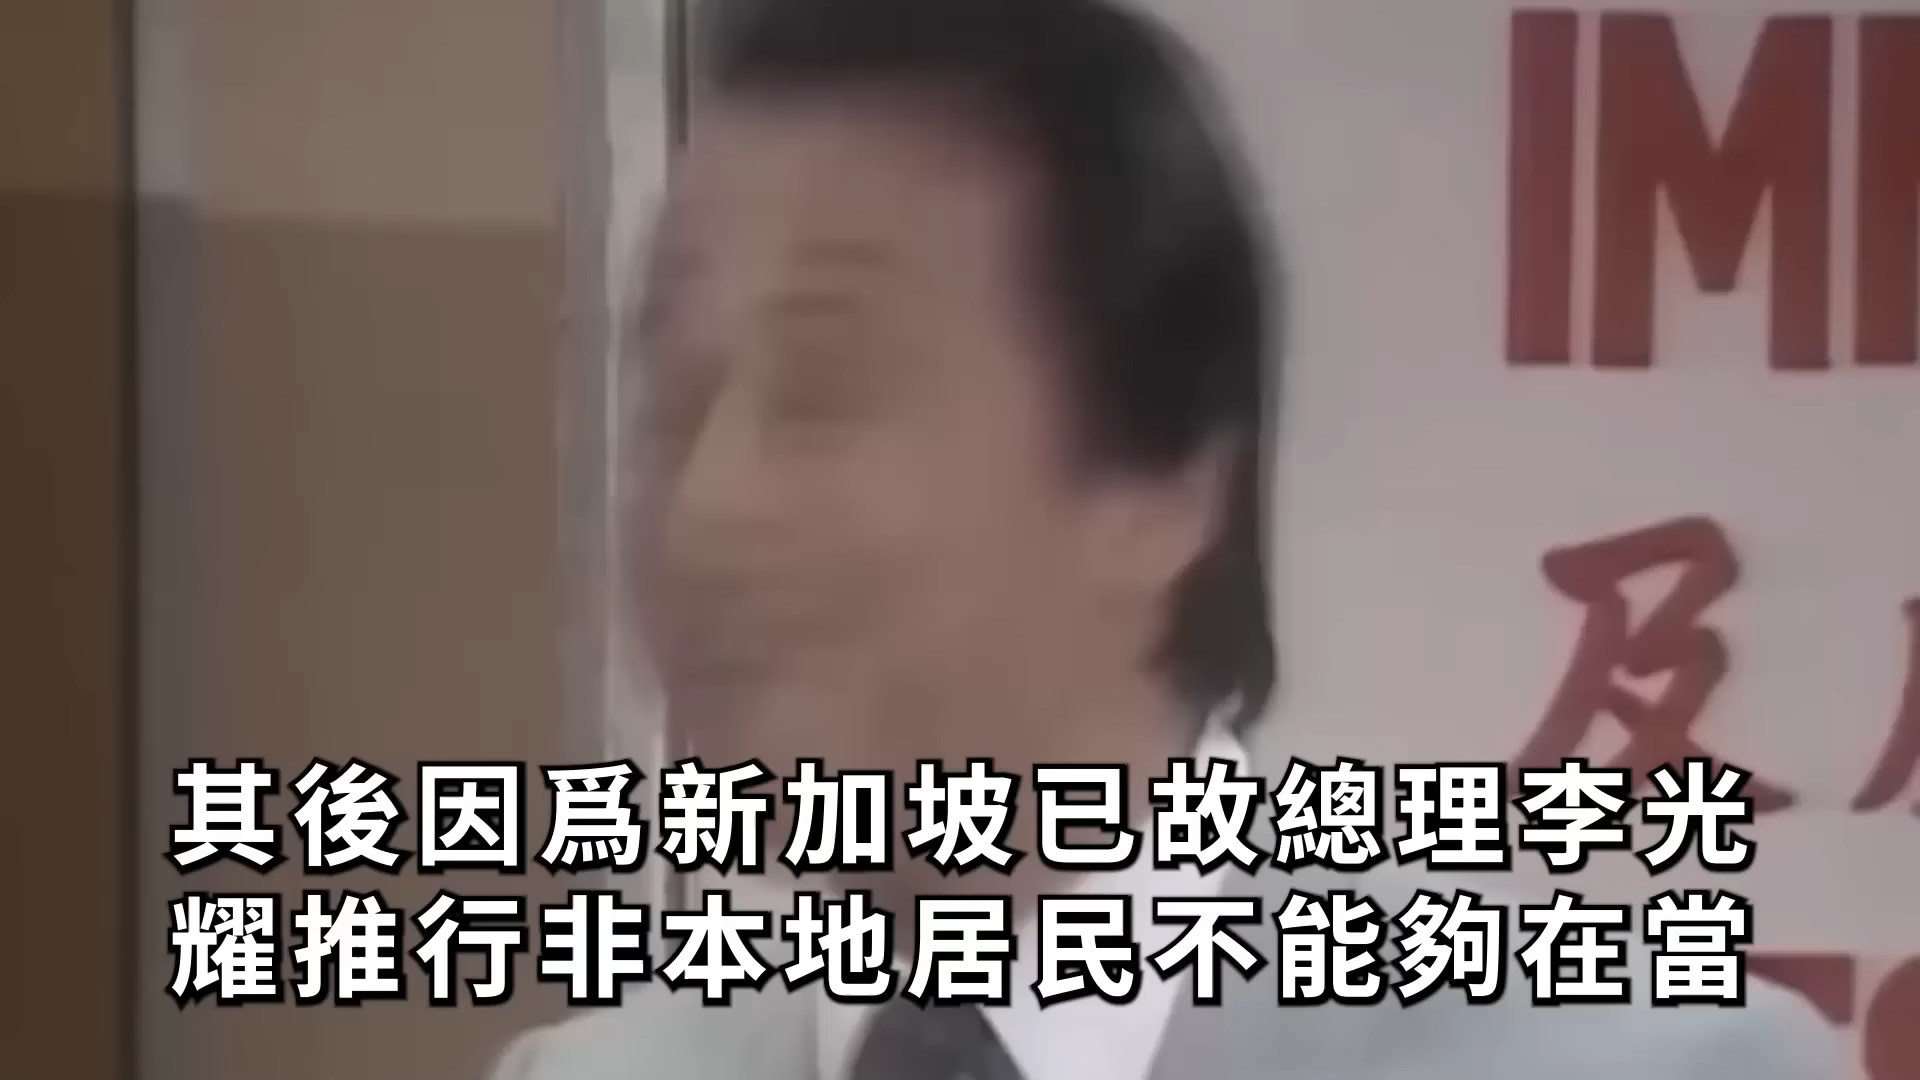 IM
其後因爲新加坡已故總理李光
耀推行非本地居民不能夠在當